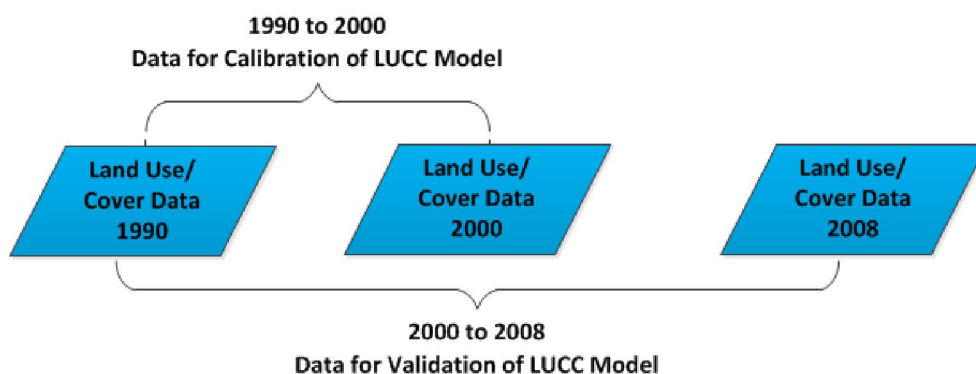 1990 to 2000
Data for Calibration of LUCC Model
Land Use/
Cover Data
1990
Land Use/
Cover Data
2000
Land Use/
Cover Data
2008
2000 to 2008
Data for Validation of LUCC Model